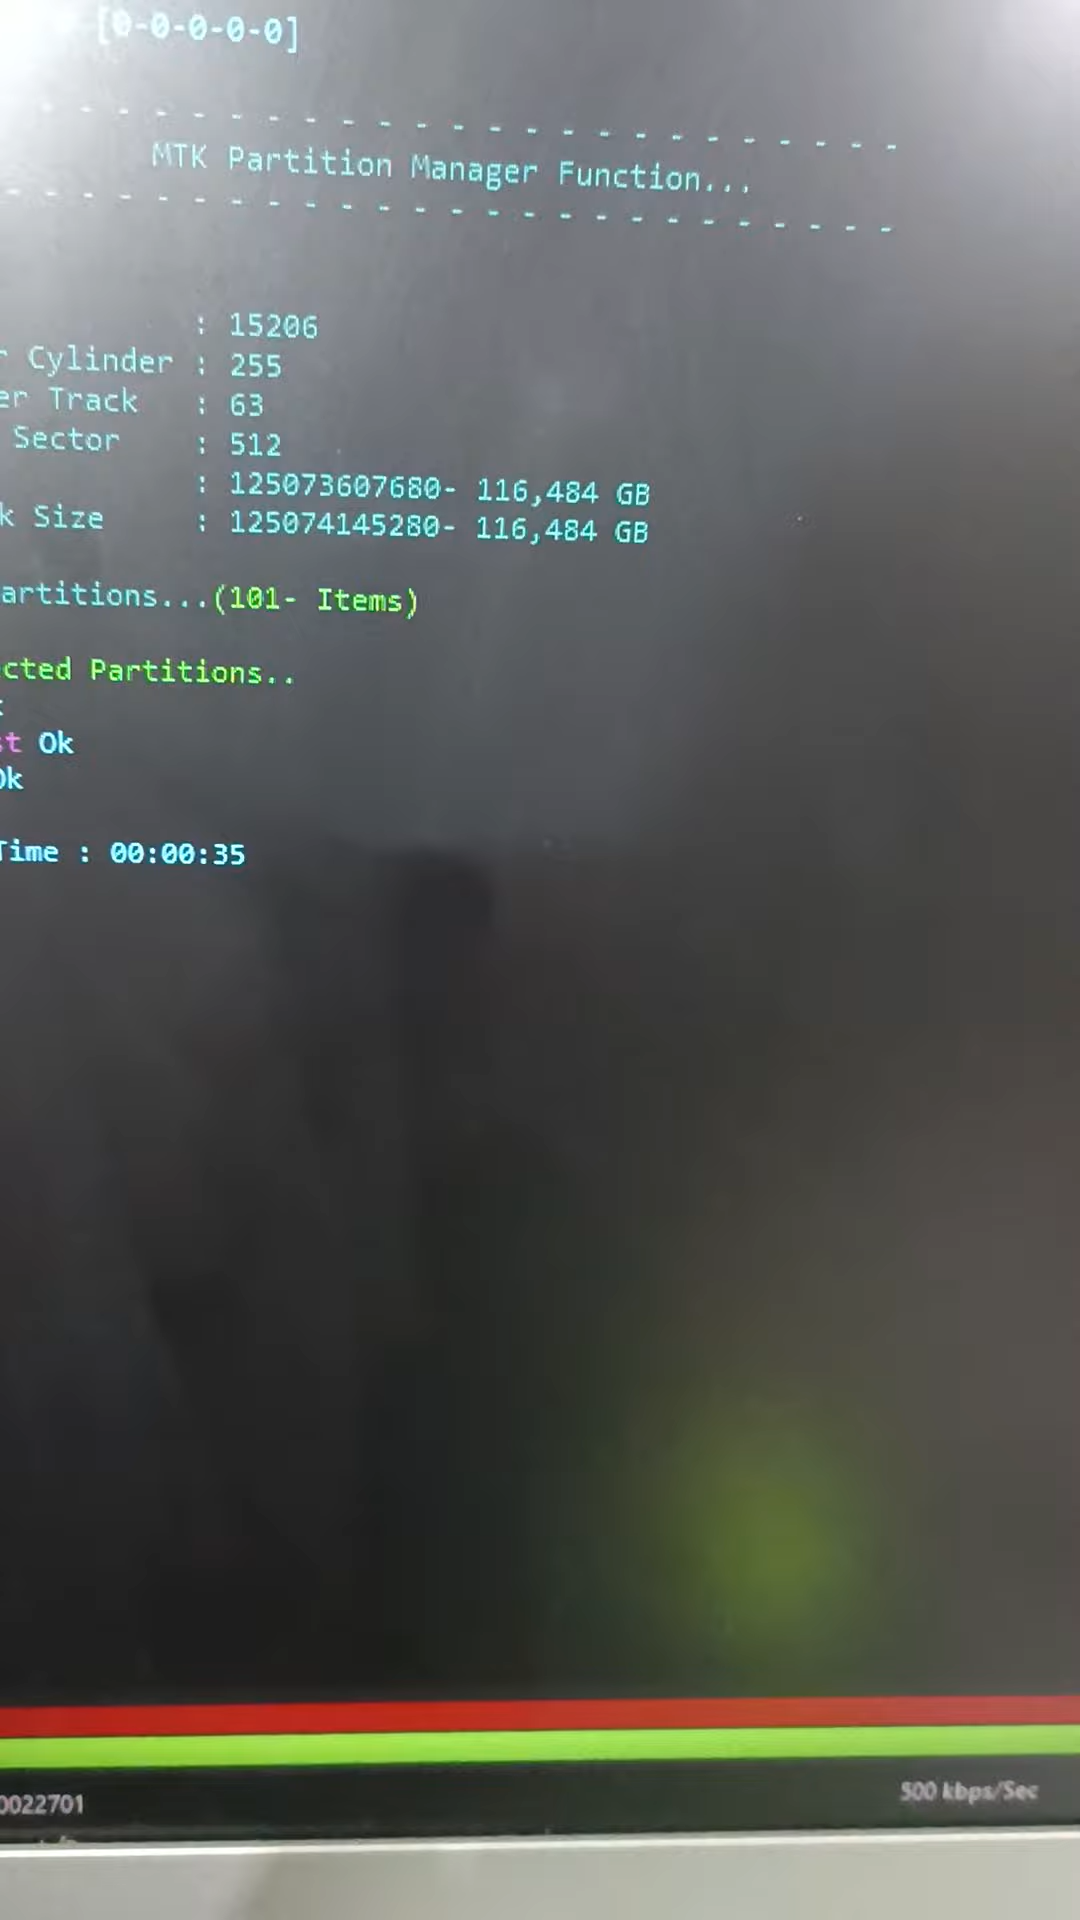 [0-0-0-0-0]
- - - - - - - - - - - - - - - - - - - - - - - -
MTK Partition Manager Function...
- - - - - - - - - - - - - - - - - - - - - - - - -
: 15206
r Cylinder : 255
er Track : 63
Sector : 512
: 125073607680- 116,484 GB
k Size : 125074145280- 116,484 GB
artitions...(101- Items)
cted Partitions..
t Ok
Ok
Time : 00:00:35
0022701
500 kbps/Sec